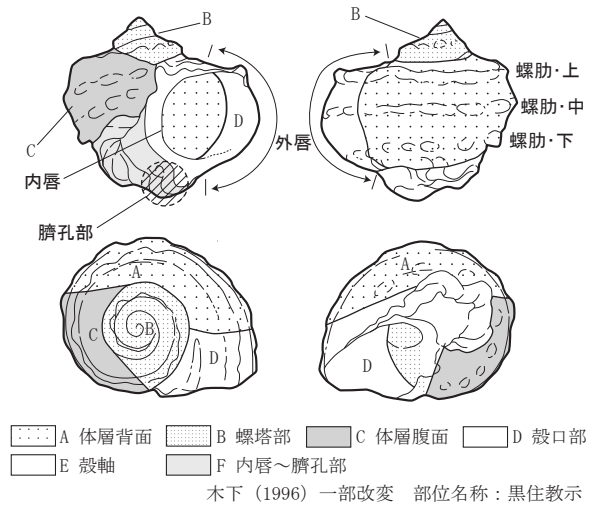 B
B
螺肋·上
螺肋·中
D
外唇
螺肋·下
C
内唇
臍孔部
A
A
C
B
D
D
A 体層背面
B 螺塔部
C 体層腹面
D 殻口部
E 殻軸
F 内唇～臍孔部
木下（1996）一部改変　部位名称：黒住教示